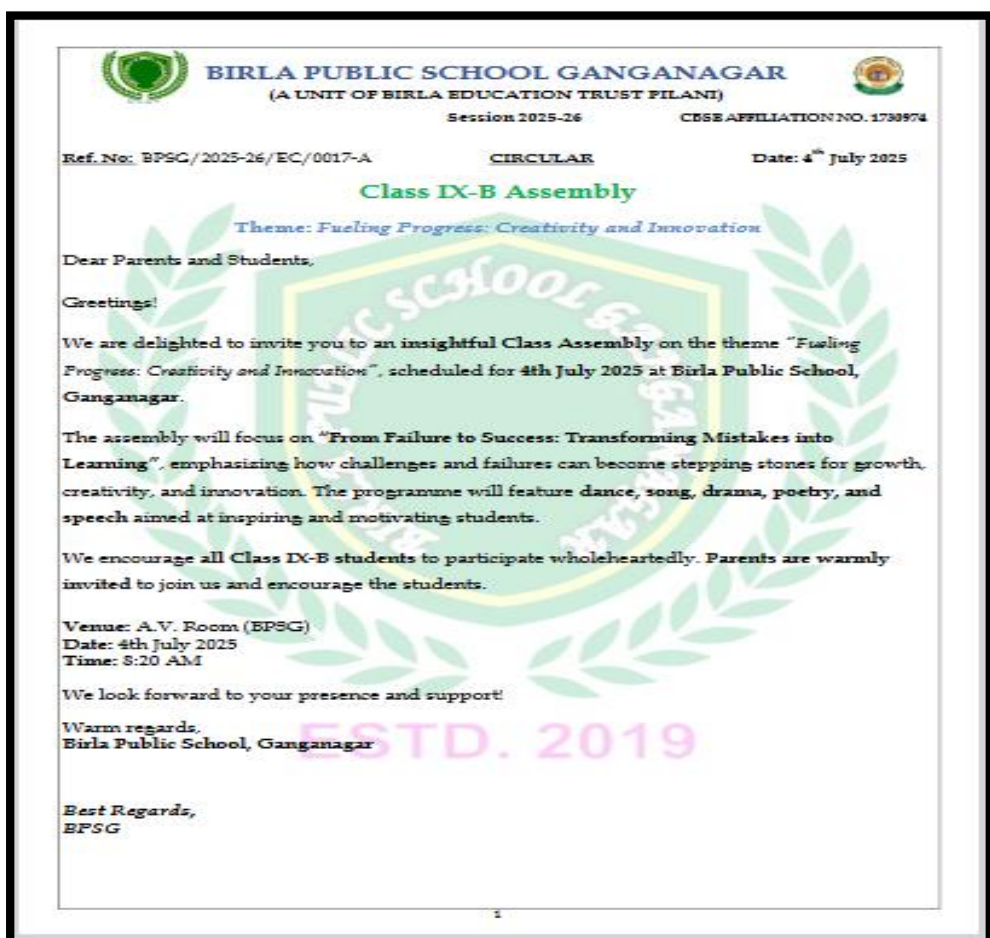 BIRLA PUBLIC SCHOOL GANGANAGAR
(A UNIT OF BIRLA EDUCATION TRUST PILANI)
Session 2025-26 CBSE AFFILIATION NO. 1730974
Ref. No: BPSG/2025-26/EC/0017-A CIRCULAR Date: 4th July 2025
Class IX-B Assembly
Theme: Fueling Progress: Creativity and Innovation
Dear Parents and Students,
Greetings!
We are delighted to invite you to an insightful Class Assembly on the theme "Fueling
Progress: Creativity and Innovation", scheduled for 4th July 2025 at Birla Public School,
Ganganagar.
The assembly will focus on "From Failure to Success: Transforming Mistakes into
Learning", emphasizing how challenges and failures can become stepping stones for growth,
creativity, and innovation. The programme will feature dance, song, drama, poetry, and
speech aimed at inspiring and motivating students.
We encourage all Class IX-B students to participate wholeheartedly. Parents are warmly
invited to join us and encourage the students.
Venue: A.V. Room (BPSG)
Date: 4th July 2025
Time: 8:20 AM
We look forward to your presence and support!
Warm regards,
Birla Public School, Ganganagar
BIRLA PUBLIC SCHOOL GANGANAGAR
ESTD. 2019
Best Regards,
BPSG
1